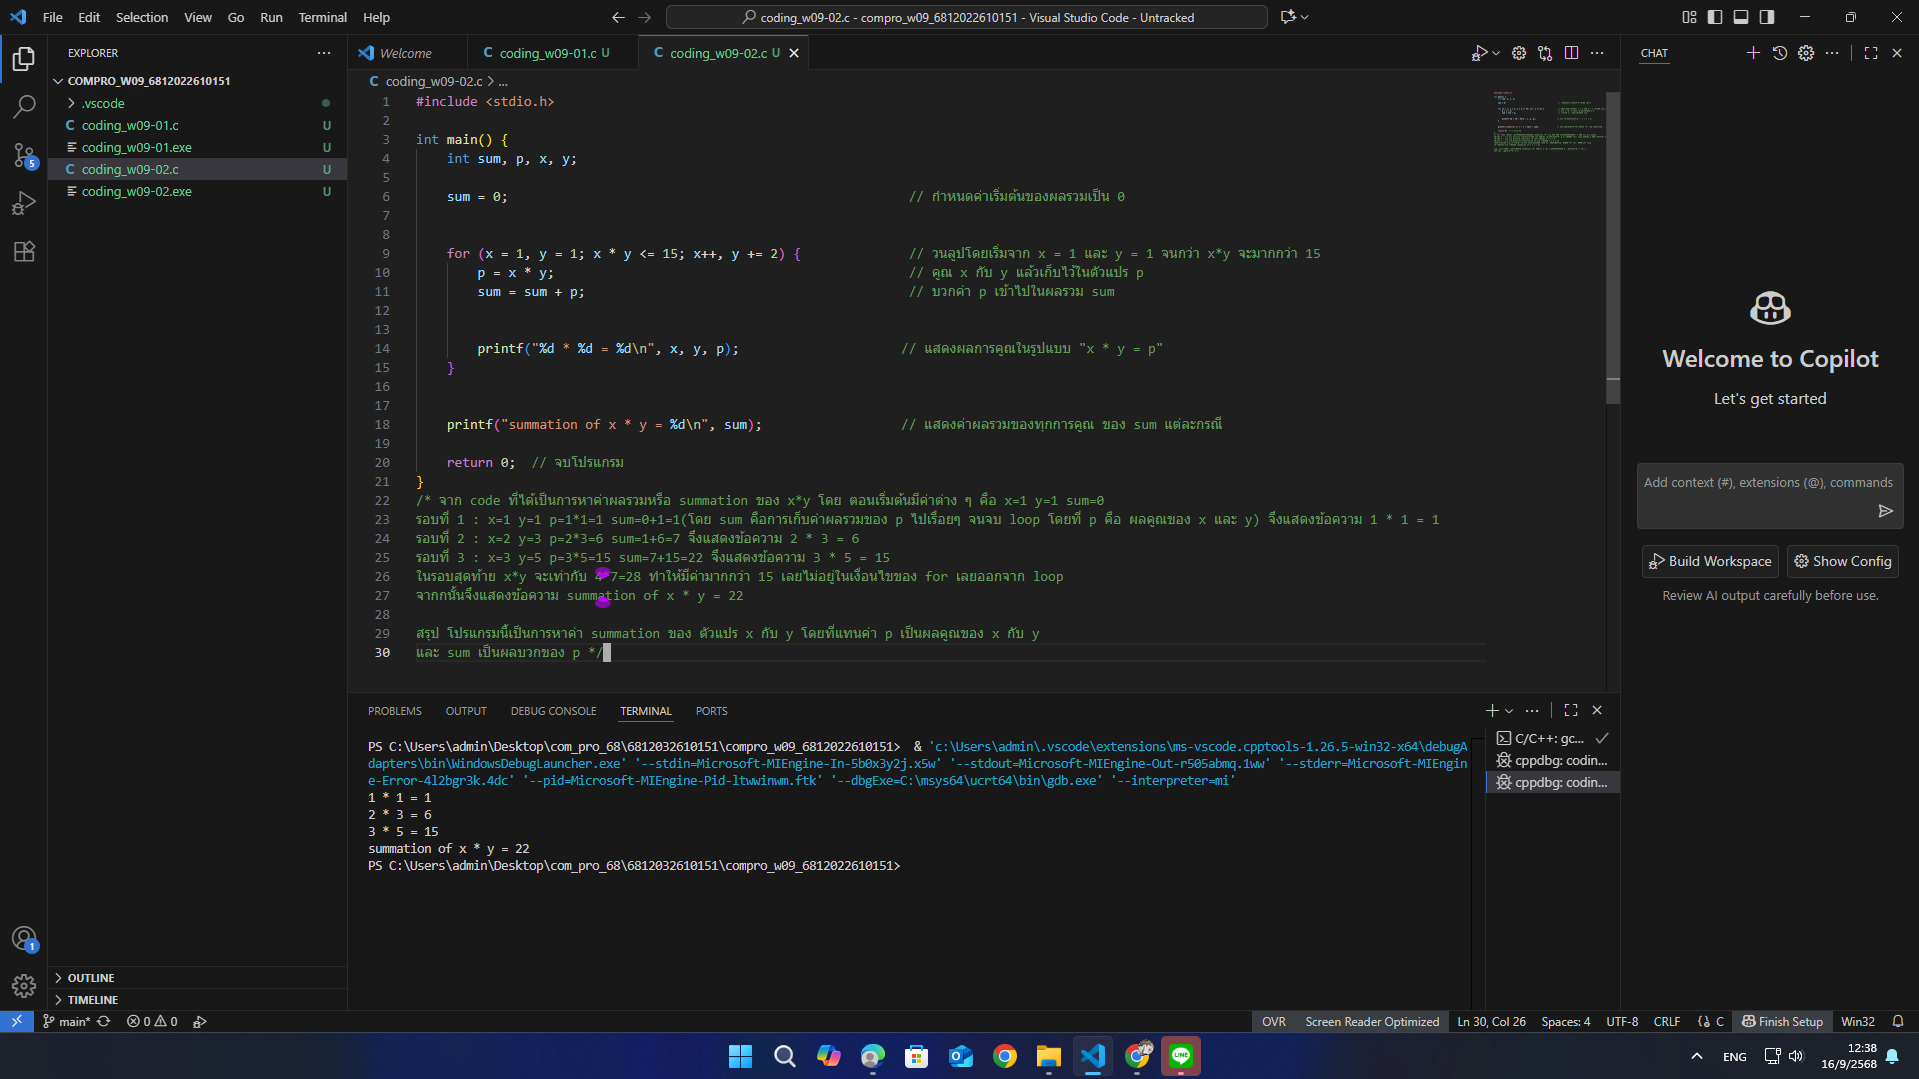 File Edit Selection View Go Run Terminal Help
coding_w09-02.c - compro_w09_6812022610151 - Visual Studio Code - Untracked
EXPLORER
COMPRO_W09_6812022610151
.vscode
coding_w09-01.c U
coding_w09-01.exe U
coding_w09-02.c U
coding_w09-02.exe U
5
1
OUTLINE
TIMELINE
Welcome coding_w09-01.c U coding_w09-02.c U
coding_w09-02.c > ...
1 #include <stdio.h>
2
3 int main() {
4 int sum, p, x, y;
5
6 sum = 0; // กำหนดค่าเริ่มต้นของผลรวมเป็น 0
7
8
9 for (x = 1, y = 1; x * y <= 15; x++, y += 2) { // วนลูปโดยเริ่มจาก x = 1 และ y = 1 จนกว่า x*y จะมากกว่า 15
10 p = x * y; // คูณ x กับ y แล้วเก็บไว้ในตัวแปร p
11 sum = sum + p; // บวกค่า p เข้าไปในผลรวม sum
12
13
14 printf("%d * %d = %d\n", x, y, p); // แสดงผลการคูณในรูปแบบ "x * y = p"
15 }
16
17
18 printf("summation of x * y = %d\n", sum); // แสดงค่าผลรวมของทุกการคูณ ของ sum แต่ละกรณี
19
20 return 0; // จบโปรแกรม
21 }
22 /* จาก code ที่ได้เป็นการหาค่าผลรวมหรือ summation ของ x*y โดย ตอนเริ่มต้นมีค่าต่าง ๆ คือ x=1 y=1 sum=0
23 รอบที่ 1 : x=1 y=1 p=1*1=1 sum=0+1=1(โดย sum คือการเก็บค่าผลรวมของ p ไปเรื่อยๆ จนจบ loop โดยที่ p คือ ผลคูณของ x และ y) จึงแสดงข้อความ 1 * 1 = 1
24 รอบที่ 2 : x=2 y=3 p=2*3=6 sum=1+6=7 จึงแสดงข้อความ 2 * 3 = 6
25 รอบที่ 3 : x=3 y=5 p=3*5=15 sum=7+15=22 จึงแสดงข้อความ 3 * 5 = 15
26 ในรอบสุดท้าย x*y จะเท่ากับ 4*7=28 ทำให้มีค่ามากกว่า 15 เลยไม่อยู่ในเงื่อนไขของ for เลยออกจาก loop
27 จากกนั้นจึงแสดงข้อความ summation of x * y = 22
28
29 สรุป โปรแกรมนี้เป็นการหาค่า summation ของ ตัวแปร x กับ y โดยที่แทนค่า p เป็นผลคูณของ x กับ y
30 และ sum เป็นผลบวกของ p */
PROBLEMS OUTPUT DEBUG CONSOLE TERMINAL PORTS
PS C:\Users\admin\Desktop\com_pro_68\6812032610151\compro_w09_6812022610151> & 'c:\Users\admin\.vscode\extensions\ms-vscode.cpptools-1.26.5-win32-x64\debugA
dapters\bin\WindowsDebugLauncher.exe' '--stdin=Microsoft-MIEngine-In-5b0x3y2j.x5w' '--stdout=Microsoft-MIEngine-Out-r505abmq.1ww' '--stderr=Microsoft-MIEngin
e-Error-4l2bgr3k.4dc' '--pid=Microsoft-MIEngine-Pid-ltwwinwm.ftk' '--dbgExe=C:\msys64\ucrt64\bin\gdb.exe' '--interpreter=mi'
1 * 1 = 1
2 * 3 = 6
3 * 5 = 15
summation of x * y = 22
PS C:\Users\admin\Desktop\com_pro_68\6812032610151\compro_w09_6812022610151>
C/C++: gc...
cppdbg: codin...
cppdbg: codin...
CHAT
Welcome to Copilot
Let's get started
Add context (#), extensions (@), commands
Build Workspace Show Config
Review AI output carefully before use.
main* 0 0
OVR Screen Reader Optimized Ln 30, Col 26 Spaces: 4 UTF-8 CRLF {} C Finish Setup Win32
LINE
ENG
12:38
16/9/2568